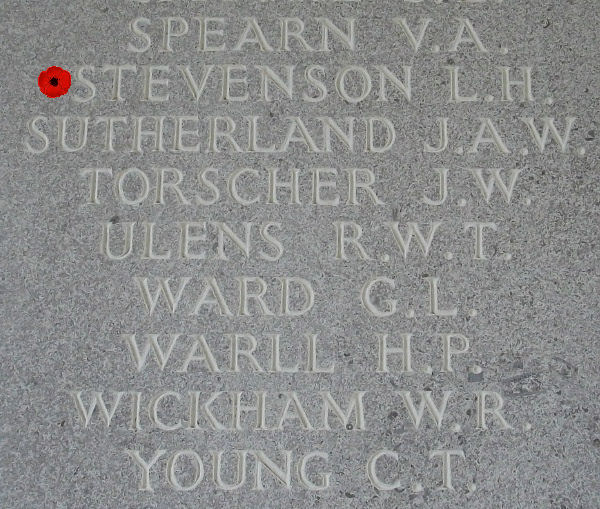 SPEARN V.A.
STEVENSON L.H.
SUTHERLAND J.A.W.
TORSCHER J.W.
ULENS R.W.T.
WARD G.L.
WARLL H.P.
WICKHAM W.R.
YOUNG C.T.